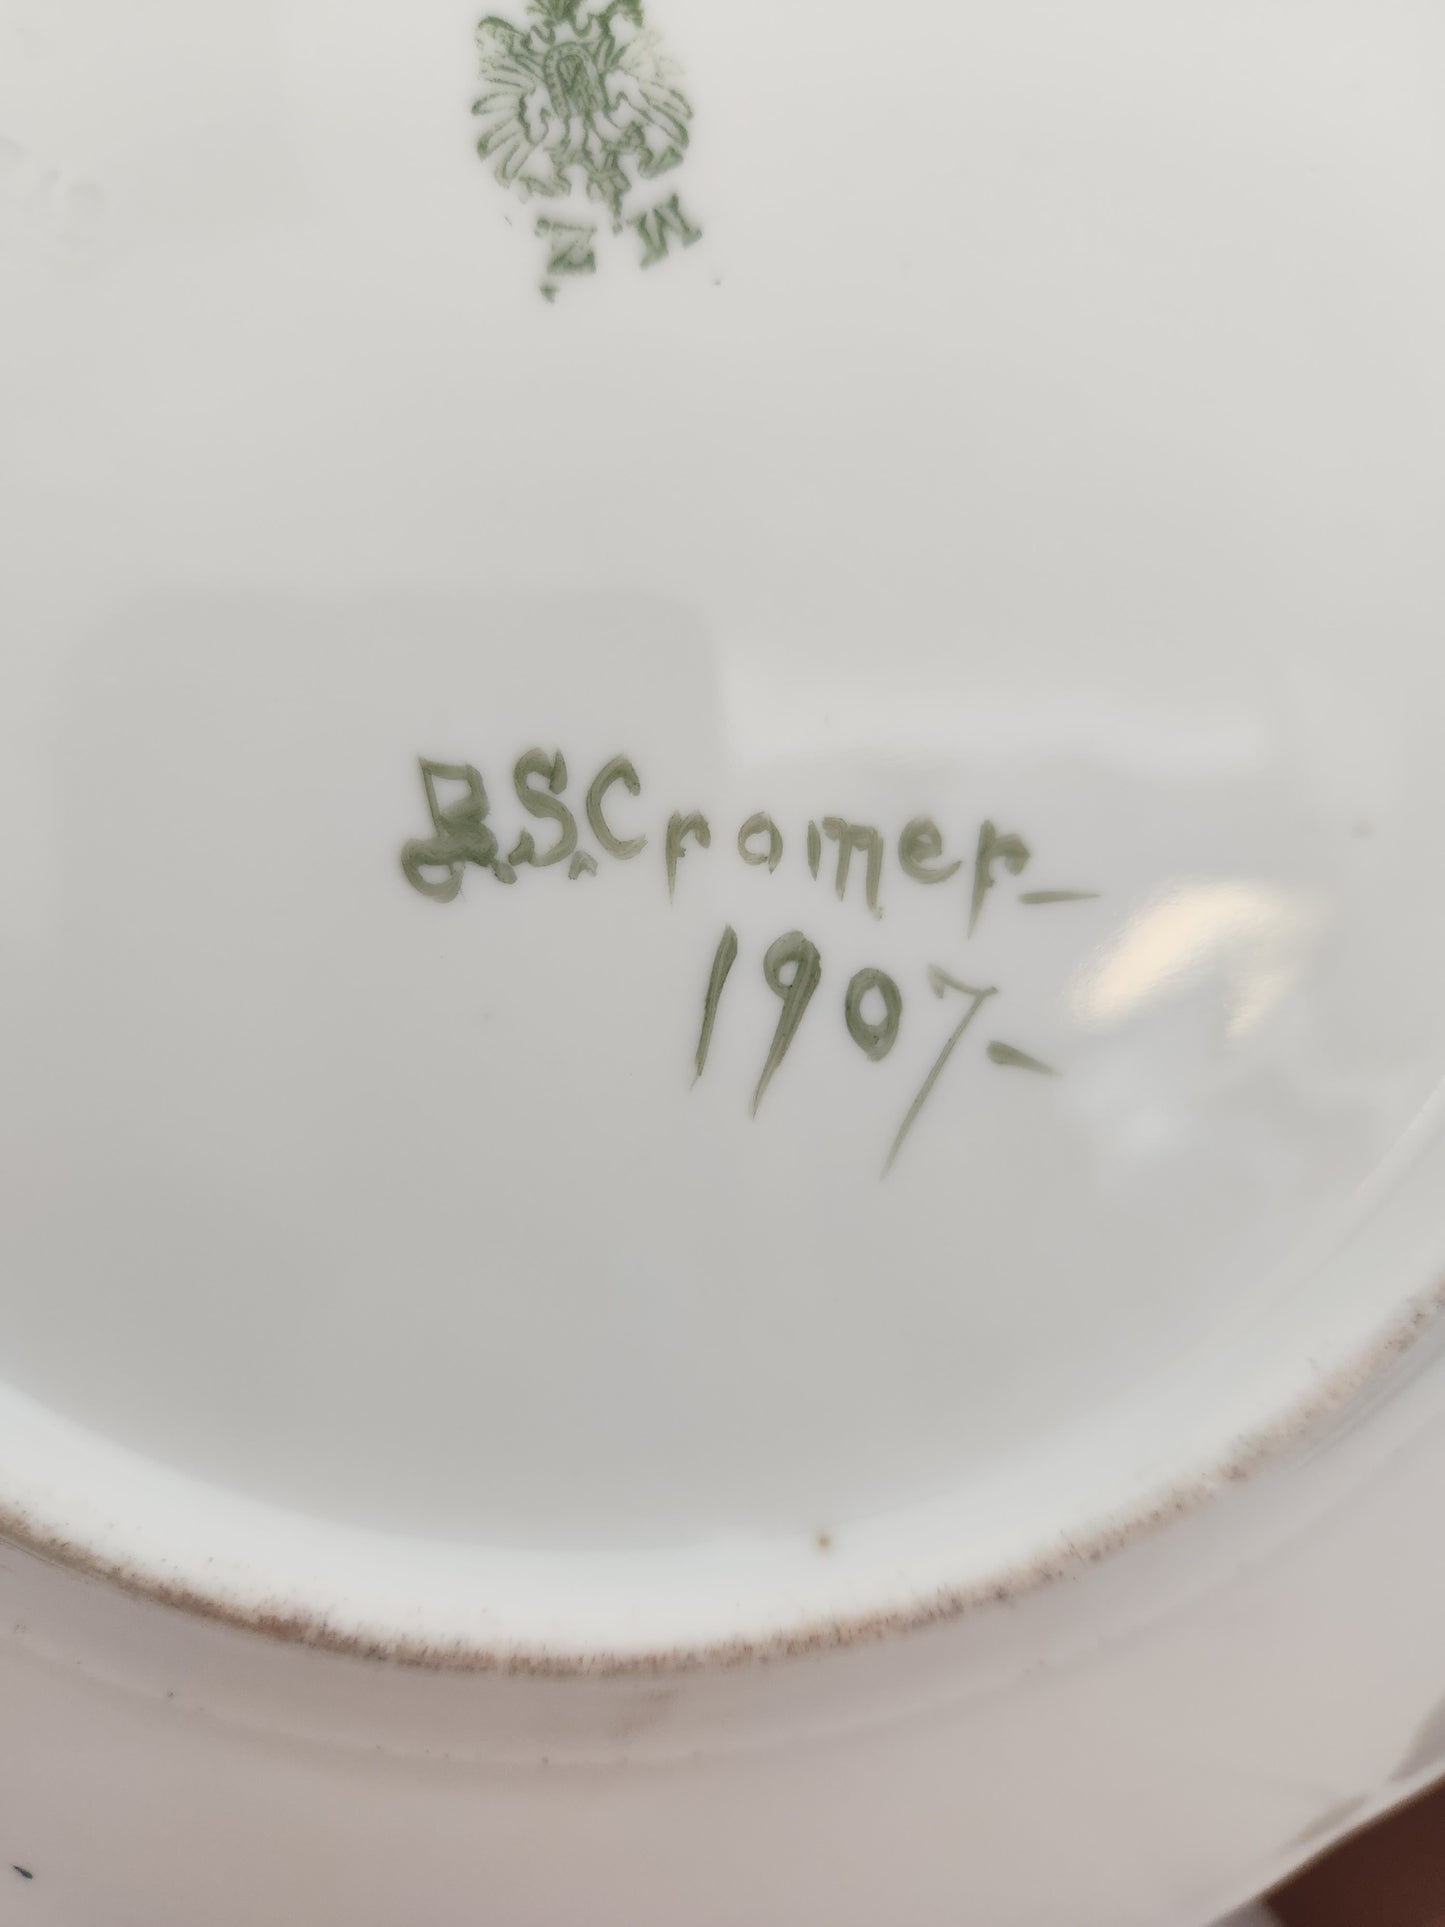 M. Z.
B.S. Cramer-
1907-